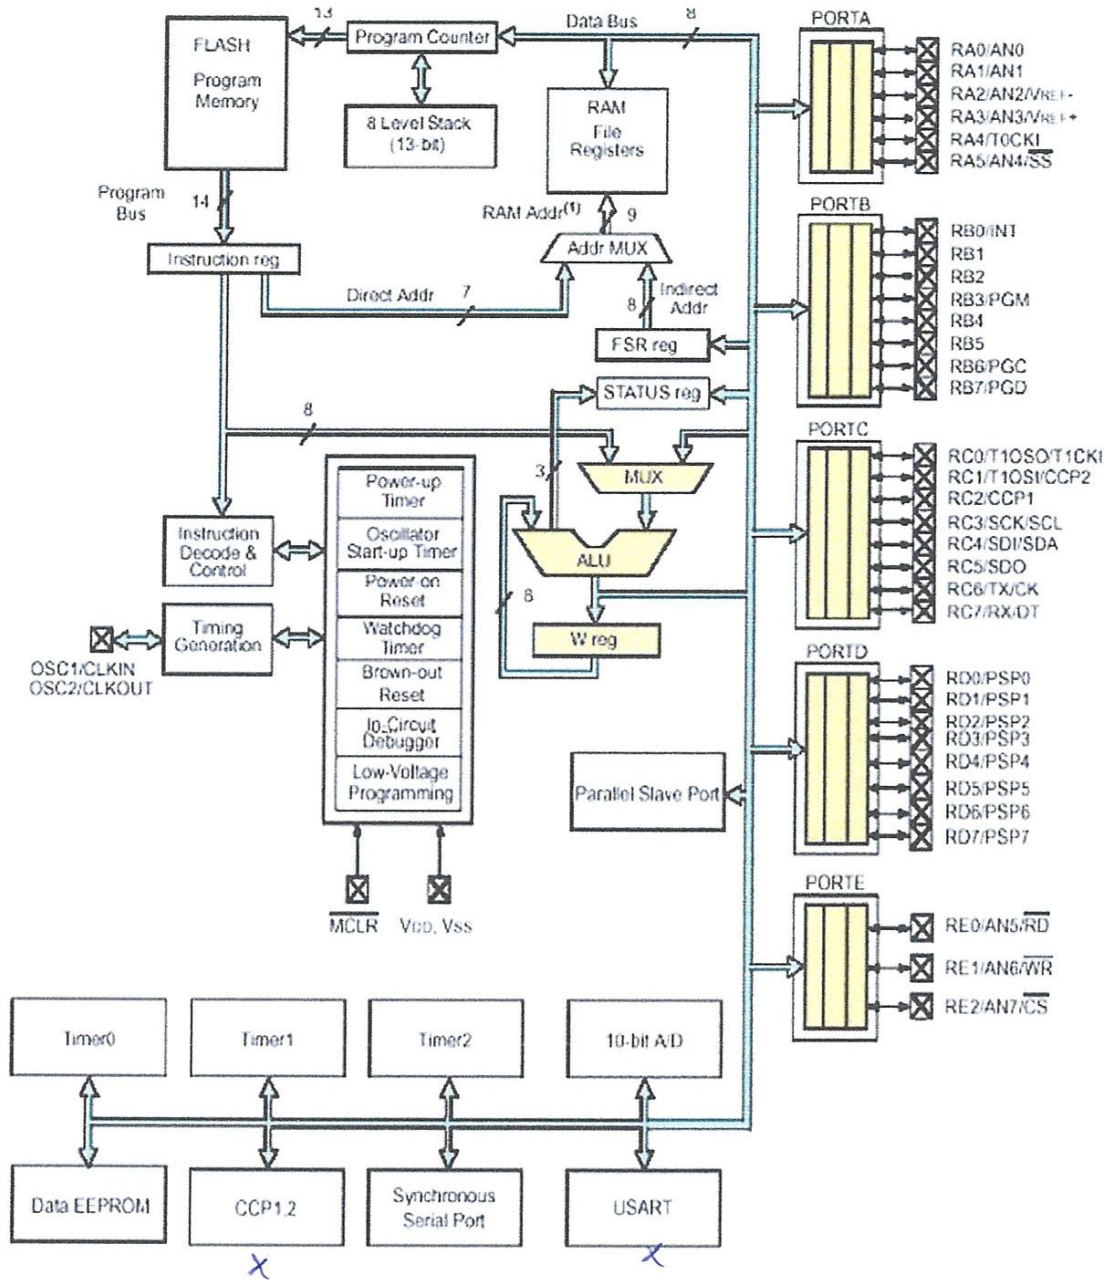 13
Data Bus
8
PORTA
FLASH
Program
Memory
Program Counter
8 Level Stack
(13-bit)
RAM
File
Registers
RA0/AN0
RA1/AN1
RA2/AN2/VREF-
RA3/AN3/VREF+
RA4/T0CKI
RA5/AN4/SS
Program
Bus
14
RAM Addr(1)
9
PORTB
Addr MUX
Instruction reg
Direct Addr
7
8
Indirect
Addr
FSR reg
RB0/INT
RB1
RB2
RB3/PGM
RB4
RB5
RB6/PGC
RB7/PGD
STATUS reg
8
3
MUX
PORTC
RC0/T1OSO/T1CKI
RC1/T1OSI/CCP2
RC2/CCP1
RC3/SCK/SCL
RC4/SDI/SDA
RC5/SDO
RC6/TX/CK
RC7/RX/DT
Power-up
Timer
Oscillator
Start-up Timer
Power-on
Reset
Watchdog
Timer
Brown-out
Reset
In-Circuit
Debugger
Low-Voltage
Programming
Instruction
Decode &
Control
ALU
8
Timing
Generation
W reg
OSC1/CLKIN
OSC2/CLKOUT
PORTD
RD0/PSP0
RD1/PSP1
RD2/PSP2
RD3/PSP3
RD4/PSP4
RD5/PSP5
RD6/PSP6
RD7/PSP7
Parallel Slave Port
MCLR
VDD, VSS
PORTE
RE0/AN5/RD
RE1/AN6/WR
RE2/AN7/CS
Timer0
Timer1
Timer2
10-bit A/D
Data EEPROM
CCP1,2
Synchronous
Serial Port
USART
x
x